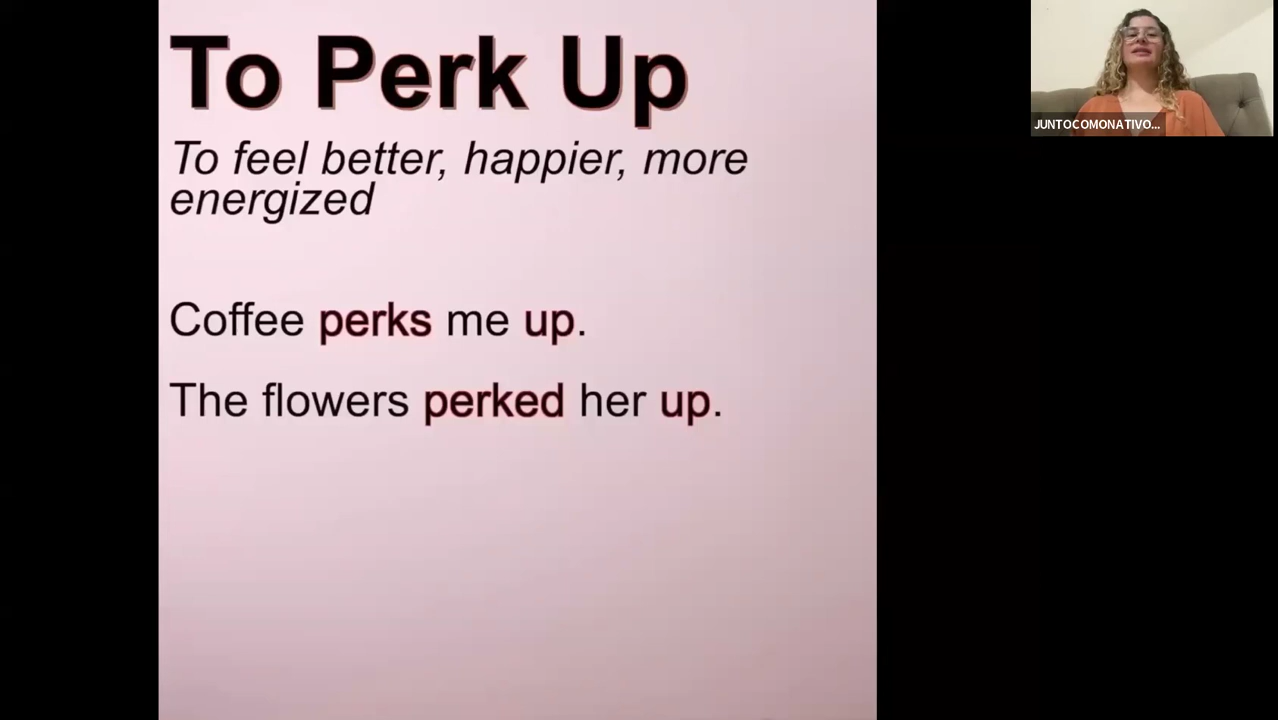 To Perk Up
To feel better, happier, more
energized
Coffee perks me up.
The flowers perked her up.
JUNTOCOMONATIVO...